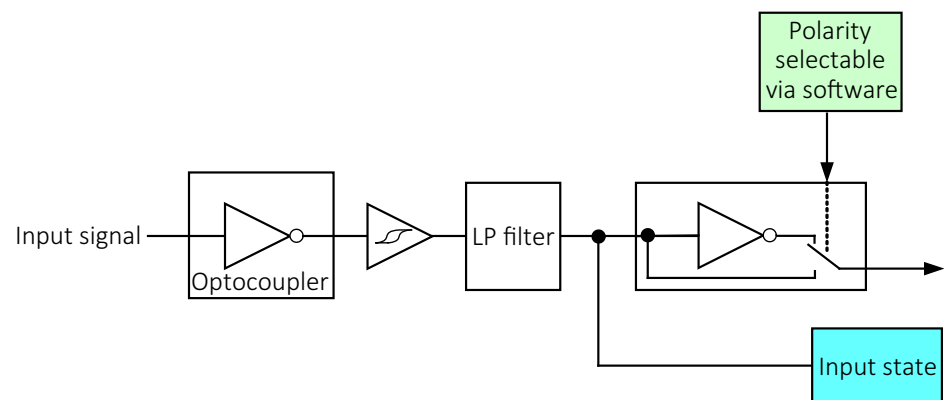 Polarity
selectable
via software
Input signal
LP filter
Optocoupler
Input state